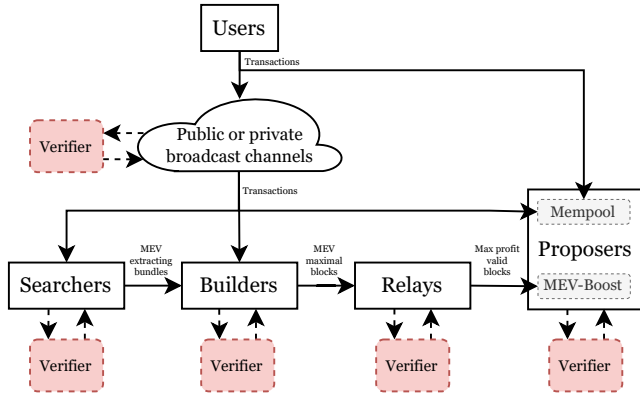 Users
Transactions
Public or private
broadcast channels
Verifier
Transactions
Mempool
Proposers
MEV-Boost
Searchers
MEV
extracting
bundles
Builders
MEV
maximal
blocks
Relays
Max profit
valid
blocks
Verifier
Verifier
Verifier
Verifier